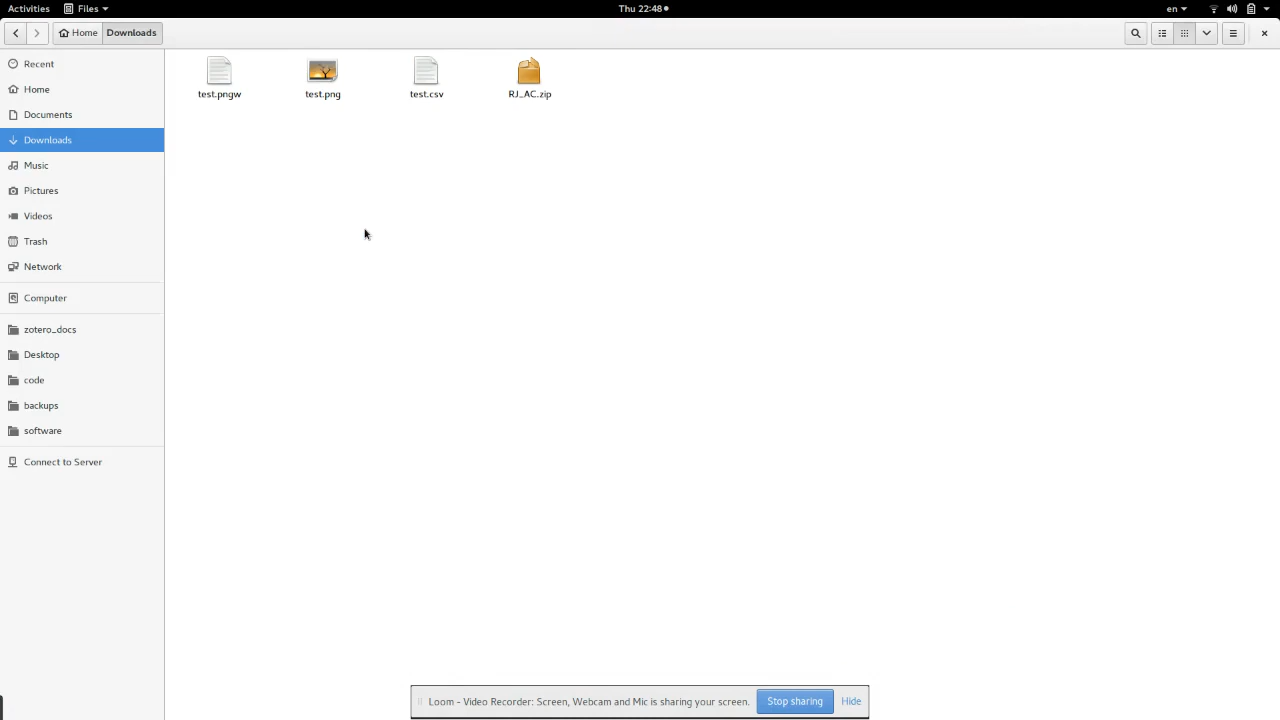 Activities
Files
Thu 22:48
en
Home
Downloads
Recent
Home
Documents
Downloads
Music
Pictures
Videos
Trash
Network
Computer
zotero_docs
Desktop
code
backups
software
Connect to Server
test.pngw
test.png
test.csv
RJ_AC.zip
Loom - Video Recorder: Screen, Webcam and Mic is sharing your screen.
Stop sharing
Hide